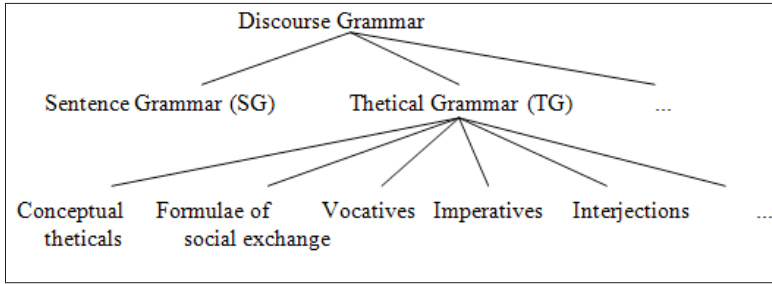 Discourse Grammar
Sentence Grammar (SG) Thetical Grammar (TG) ...
Conceptual Formulae of Vocatives Imperatives Interjections ...
theticals social exchange